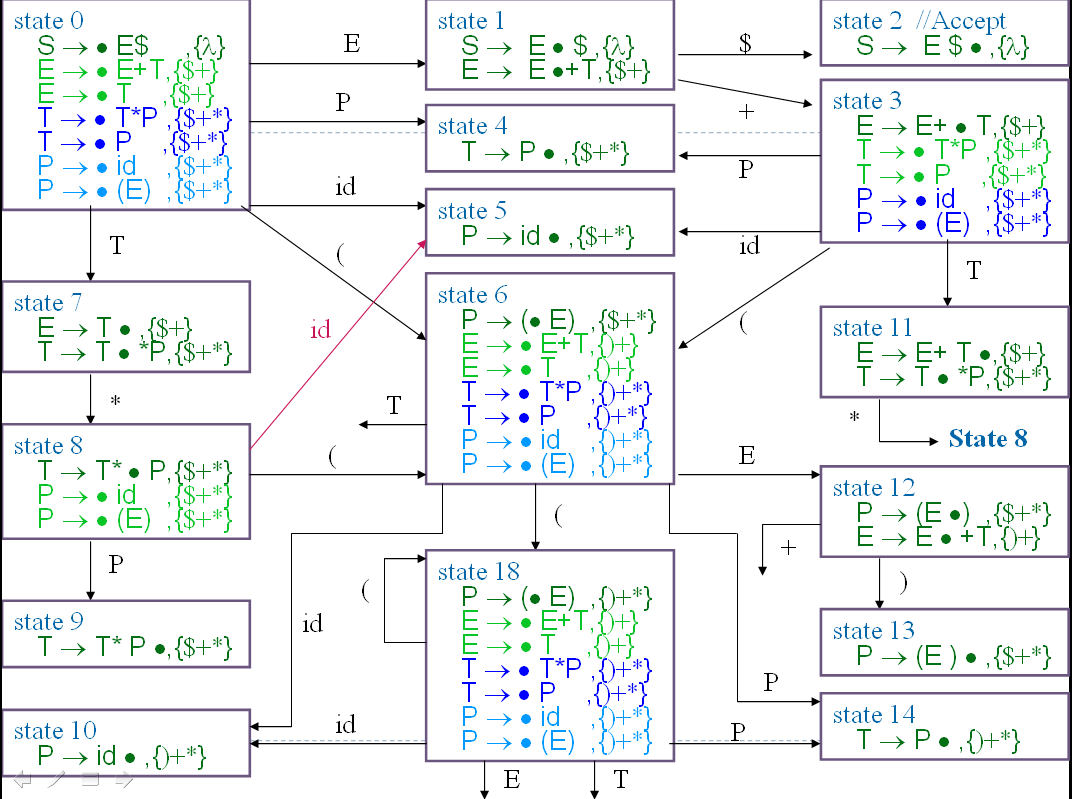 state 0
S → • E$ ,{λ}
E → • E+T,{$+}
E → • T ,{$+}
T → • T*P ,{$+*}
T → • P ,{$+*}
P → • id ,{$+*}
P → • (E) ,{$+*}
E
P
id
(
T
state 1
S → E • $ ,{λ}
E → E •+T,{$+}
$
+
state 2 //Accept
S → E $ • ,{λ}
state 3
E → E+ • T,{$+}
T → • T*P ,{$+*}
T → • P ,{$+*}
P → • id ,{$+*}
P → • (E) ,{$+*}
P
id
(
T
state 4
T → P • ,{$+*}
state 5
P → id • ,{$+*}
state 6
P → (• E) ,{$+*}
E → • E+T ,{)+}
E → • T ,{)+}
T → • T*P ,{)+*}
T → • P ,{)+*}
P → • id ,{)+*}
P → • (E) ,{)+*}
T
E
(
id
P
state 7
E → T • ,{$+}
T → T • *P,{$+*}
*
state 8
T → T* • P,{$+*}
P → • id ,{$+*}
P → • (E) ,{$+*}
id
(
P
state 9
T → T* P •,{$+*}
state 10
P → id • ,{)+*}
state 11
E → E+ T •,{$+}
T → T • *P,{$+*}
*
State 8
state 12
P → (E •) ,{$+*}
E → E • +T,{)+}
+
)
state 13
P → (E ) • ,{$+*}
state 14
T → P • ,{)+*}
state 18
P → (• E) ,{)+*}
E → • E+T,{)+}
E → • T ,{)+}
T → • T*P ,{)+*}
T → • P ,{)+*}
P → • id ,{)+*}
P → • (E) ,{)+*}
(
id
P
E
T